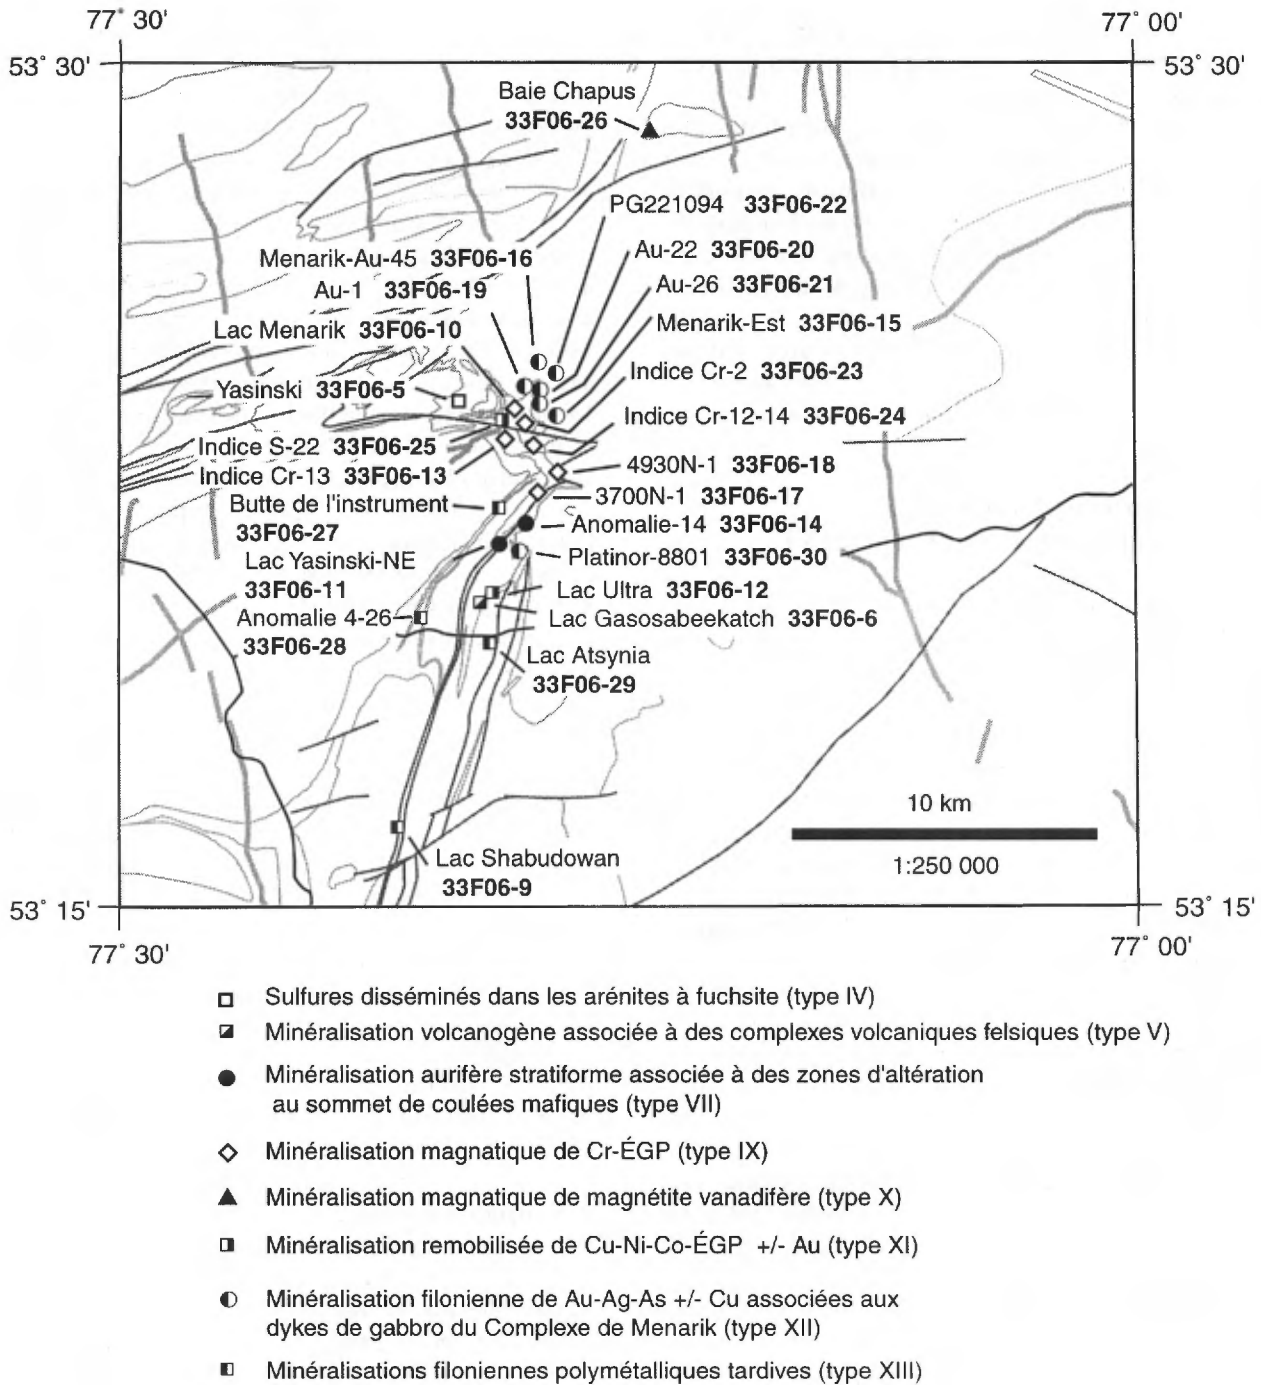 77° 30'
77° 00'
53° 30'
53° 30'
Baie Chapus
33F06-26
PG221094 33F06-22
Au-22 33F06-20
Menarik-Au-45 33F06-16
Au-26 33F06-21
Au-1 33F06-19
Menarik-Est 33F06-15
Lac Menarik 33F06-10
Indice Cr-2 33F06-23
Yasinski 33F06-5
Indice Cr-12-14 33F06-24
Indice S-22 33F06-25
4930N-1 33F06-18
Indice Cr-13 33F06-13
3700N-1 33F06-17
Butte de l'instrument
33F06-27
Anomalie-14 33F06-14
Lac Yasinski-NE
33F06-11
Platinor-8801 33F06-30
Lac Ultra 33F06-12
Anomalie 4-26
33F06-28
Lac Gasosabeekatch 33F06-6
Lac Atsynia
33F06-29
10 km
1:250 000
Lac Shabudowan
33F06-9
53° 15'
53° 15'
77° 30'
77° 00'
Sulfures disséminés dans les arénites à fuchsite (type IV)
Minéralisation volcanogène associée à des complexes volcaniques felsiques (type V)
Minéralisation aurifère stratiforme associée à des zones d'altération
au sommet de coulées mafiques (type VII)
Minéralisation magnatique de Cr-ÉGP (type IX)
Minéralisation magnatique de magnétite vanadifère (type X)
Minéralisation remobilisée de Cu-Ni-Co-ÉGP +/- Au (type XI)
Minéralisation filonienne de Au-Ag-As +/- Cu associées aux
dykes de gabbro du Complexe de Menarik (type XII)
Minéralisations filoniennes polymétalliques tardives (type XIII)